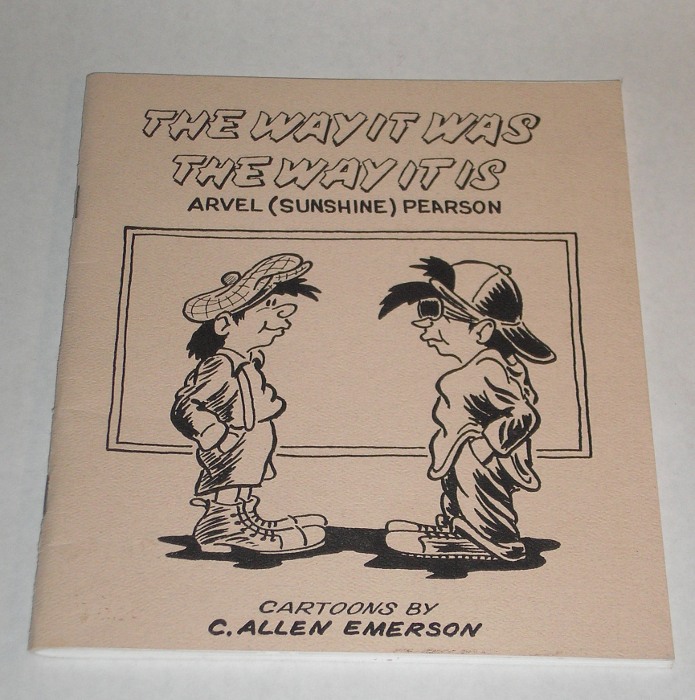 THE WAY IT WAS
THE WAY IT IS
ARVEL (SUNSHINE) PEARSON
CARTOONS BY
C. ALLEN EMERSON